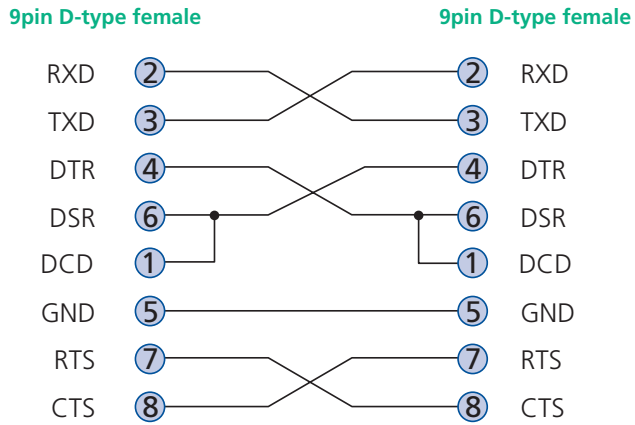 9pin D-type female 9pin D-type female
RXD 2 2 RXD
TXD 3 3 TXD
DTR 4 4 DTR
DSR 6 6 DSR
DCD 1 1 DCD
GND 5 5 GND
RTS 7 7 RTS
CTS 8 8 CTS